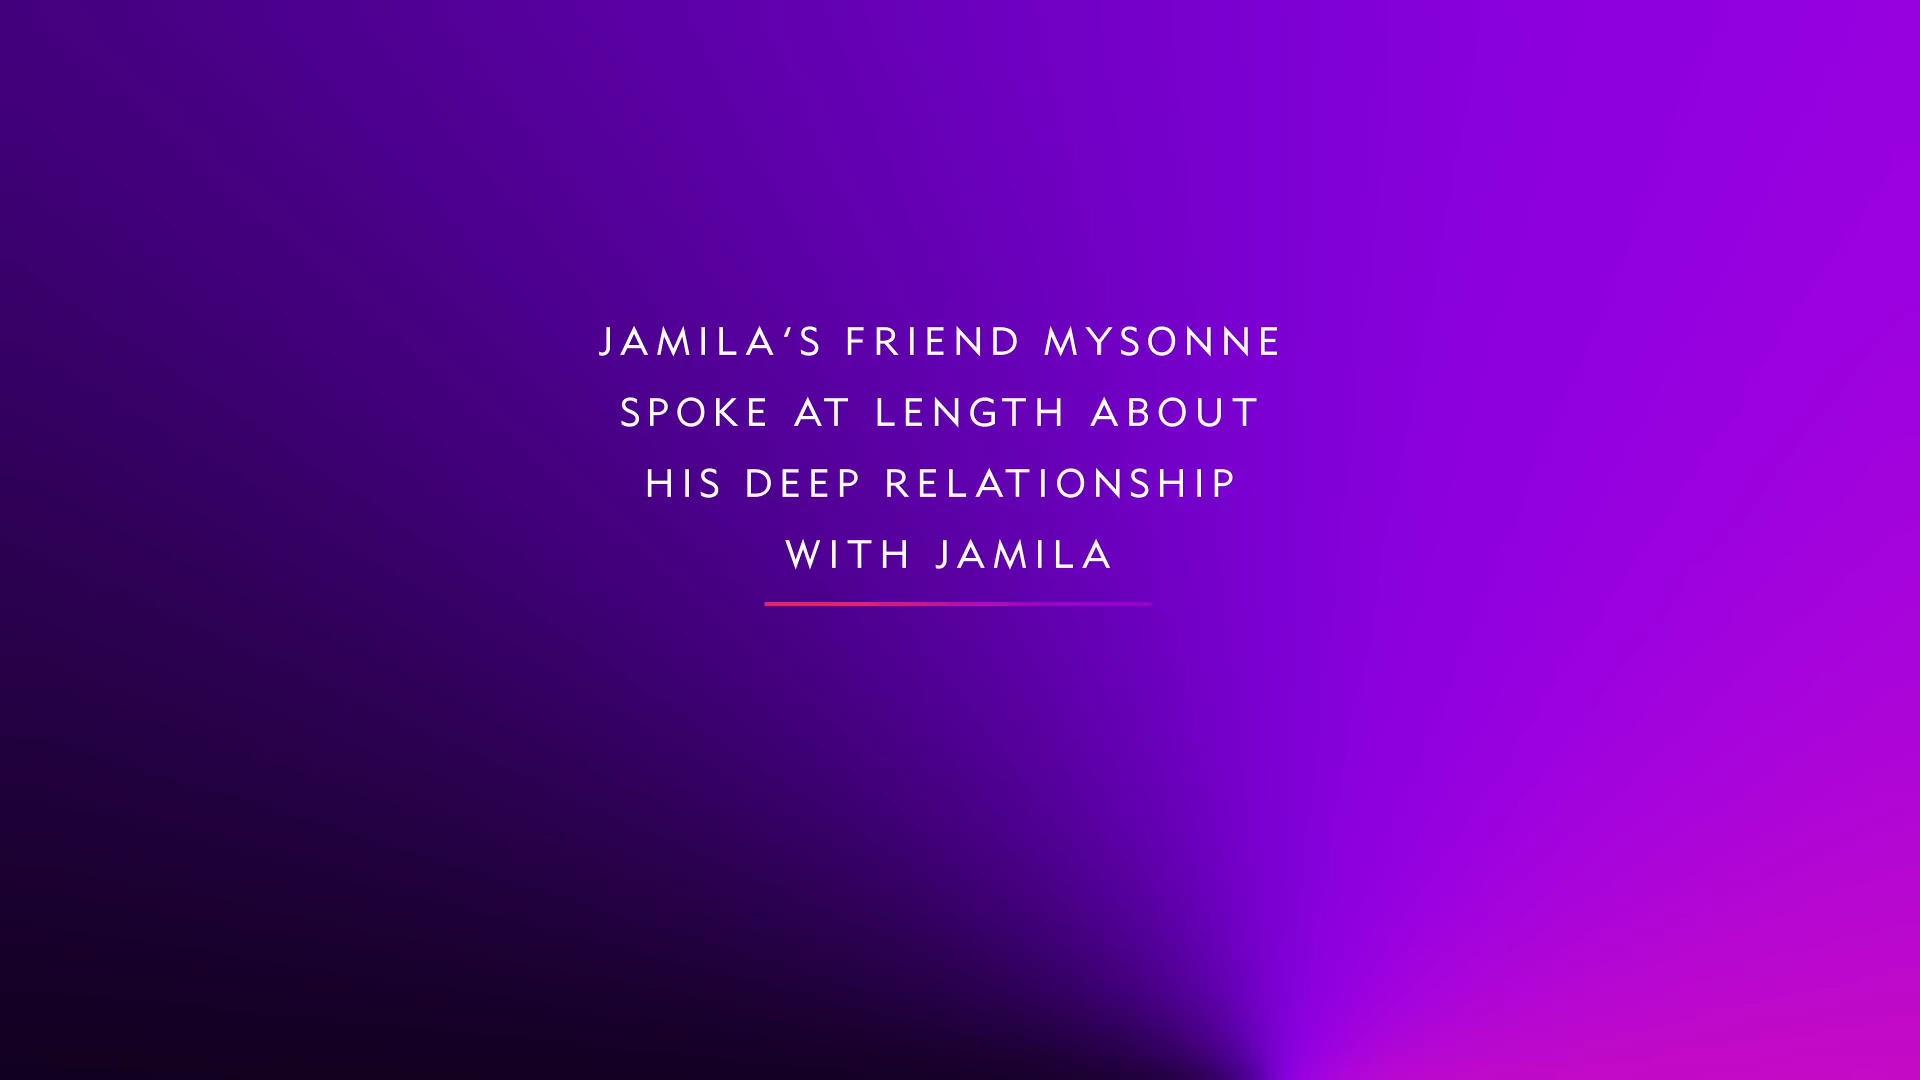 JAMILA‘S FRIEND MYSONNE
SPOKE AT LENGTH ABOUT
HIS DEEP RELATIONSHIP
WITH JAMILA